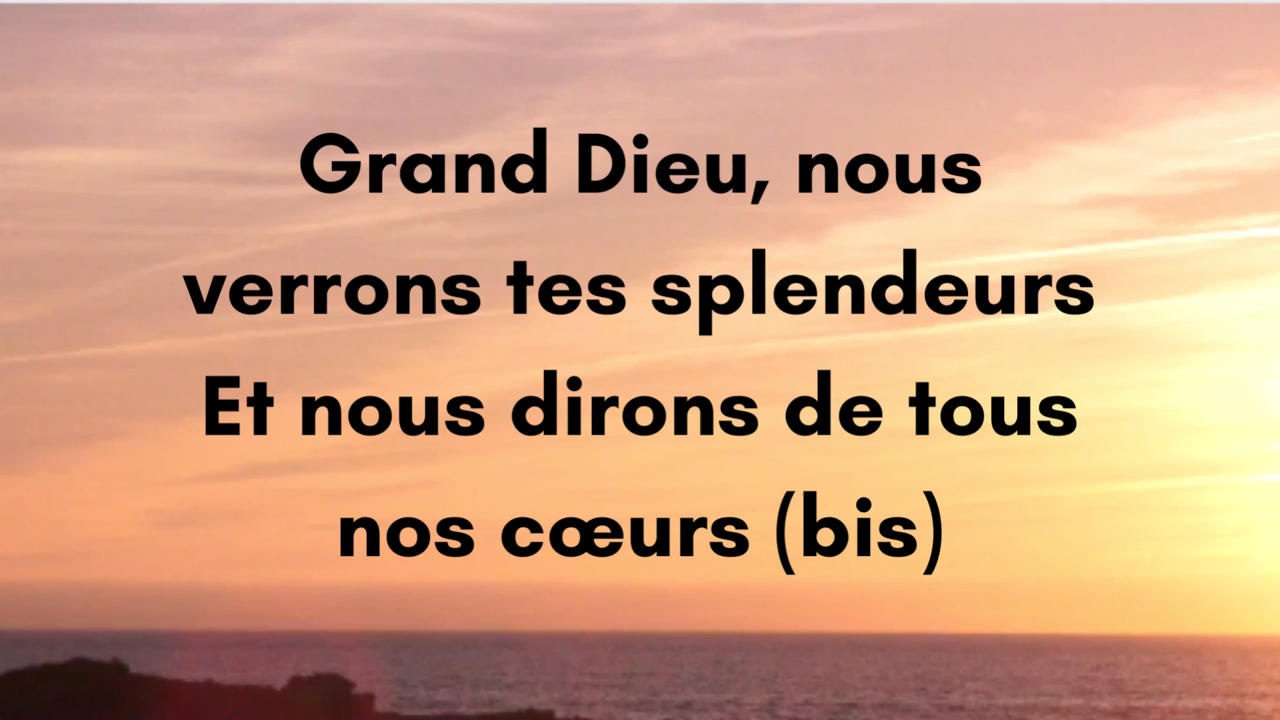 Grand Dieu, nous
verrons tes splendeurs
Et nous dirons de tous
nos cœurs (bis)